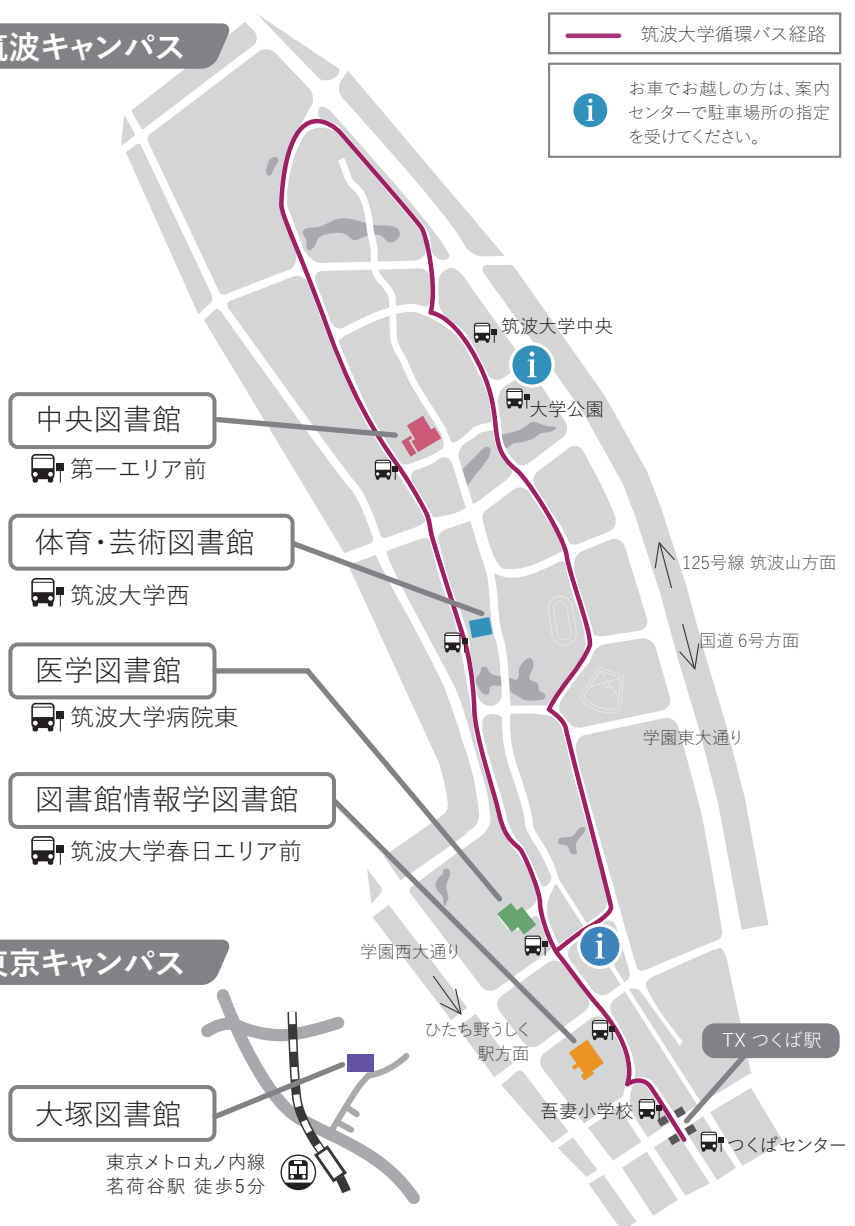 筑波キャンパス
筑波大学循環バス経路
i
お車でお越しの方は、案内
センターで駐車場所の指定
を受けてください。
筑波大学中央
i
大学公園
中央図書館
第一エリア前
体育・芸術図書館
筑波大学西
125号線 筑波山方面
国道 6号方面
医学図書館
筑波大学病院東
学園東大通り
図書館情報学図書館
筑波大学春日エリア前
i
学園西大通り
東京キャンパス
ひたち野うしく
駅方面
TX つくば駅
吾妻小学校
つくばセンター
大塚図書館
東京メトロ丸ノ内線
茗荷谷駅 徒歩5分